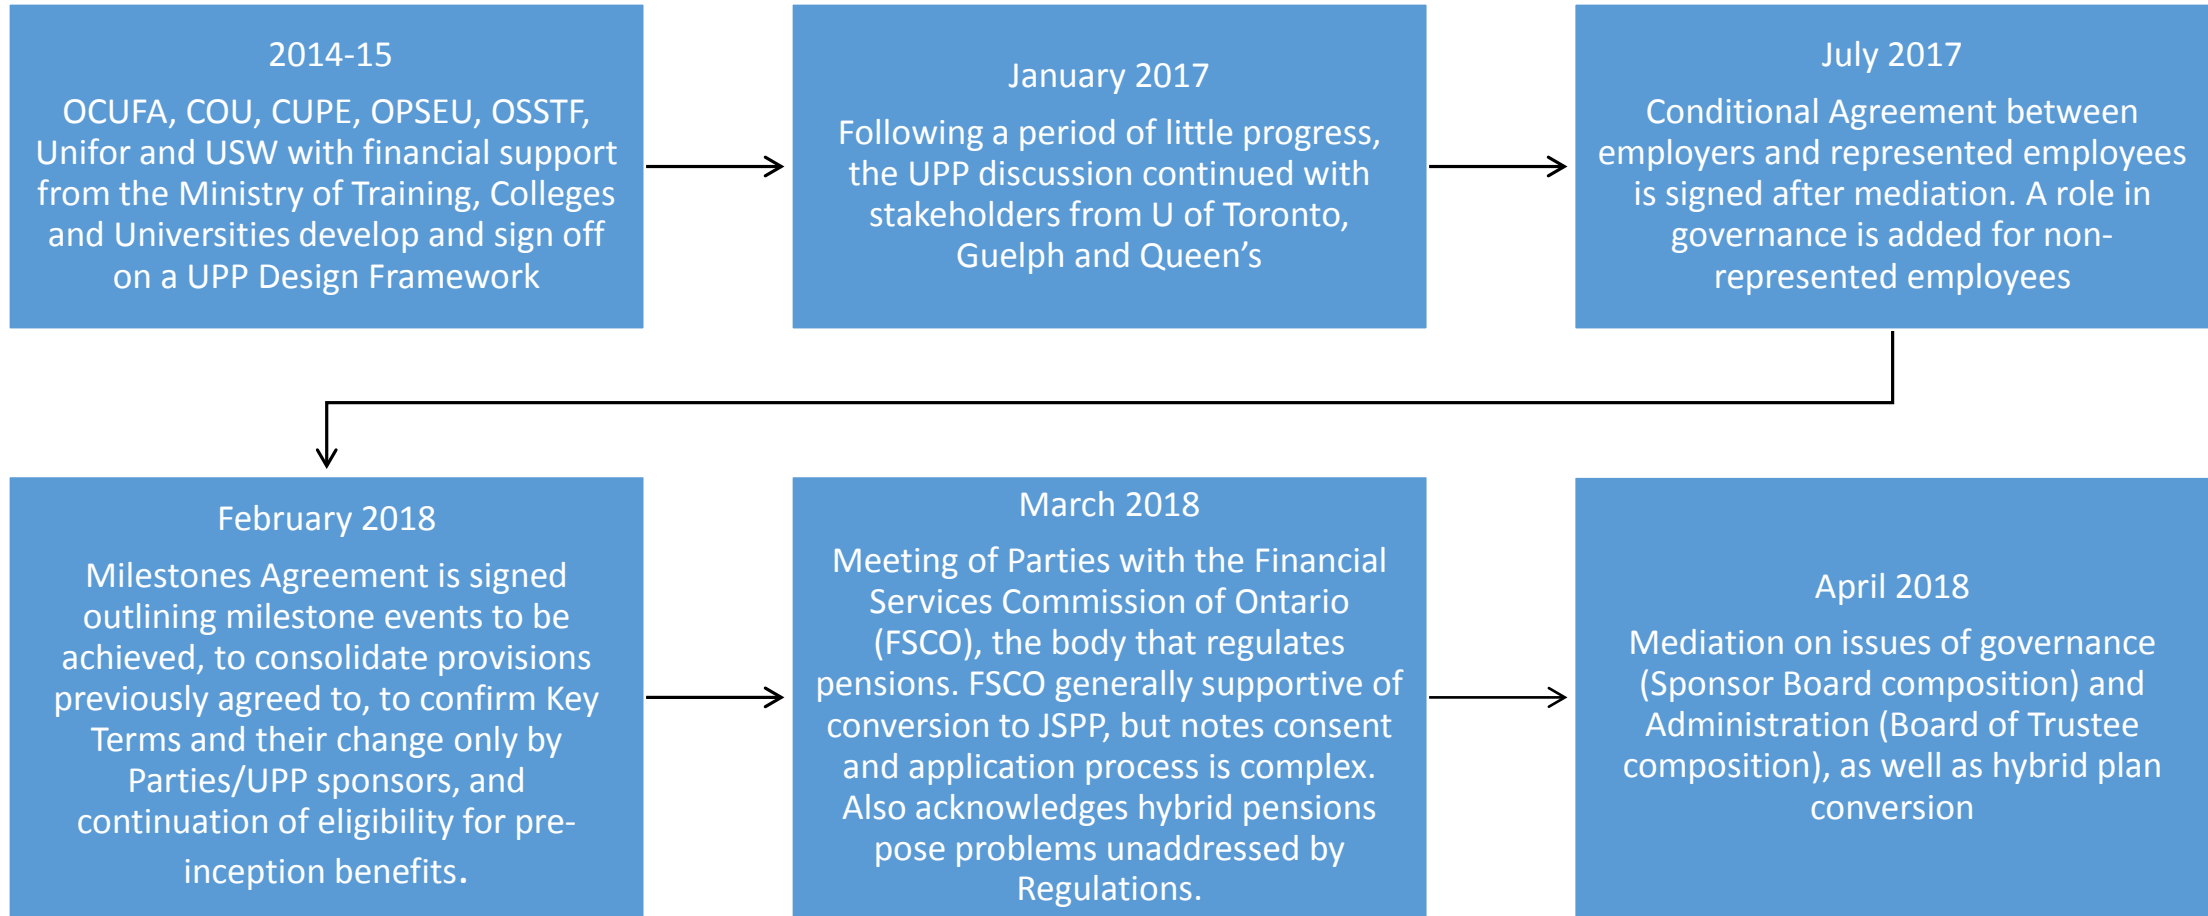 2014-15
OCUFA, COU, CUPE, OPSEU, OSSTF,
Unifor and USW with financial support
from the Ministry of Training, Colleges
and Universities develop and sign off
on a UPP Design Framework
January 2017
Following a period of little progress,
the UPP discussion continued with
stakeholders from U of Toronto,
Guelph and Queen’s
July 2017
Conditional Agreement between
employers and represented employees
is signed after mediation. A role in
governance is added for non-
represented employees
February 2018
Milestones Agreement is signed
outlining milestone events to be
achieved, to consolidate provisions
previously agreed to, to confirm Key
Terms and their change only by
Parties/UPP sponsors, and
continuation of eligibility for pre-
inception benefits.
March 2018
Meeting of Parties with the Financial
Services Commission of Ontario
(FSCO), the body that regulates
pensions. FSCO generally supportive of
conversion to JSPP, but notes consent
and application process is complex.
Also acknowledges hybrid pensions
pose problems unaddressed by
Regulations.
April 2018
Mediation on issues of governance
(Sponsor Board composition) and
Administration (Board of Trustee
composition), as well as hybrid plan
conversion